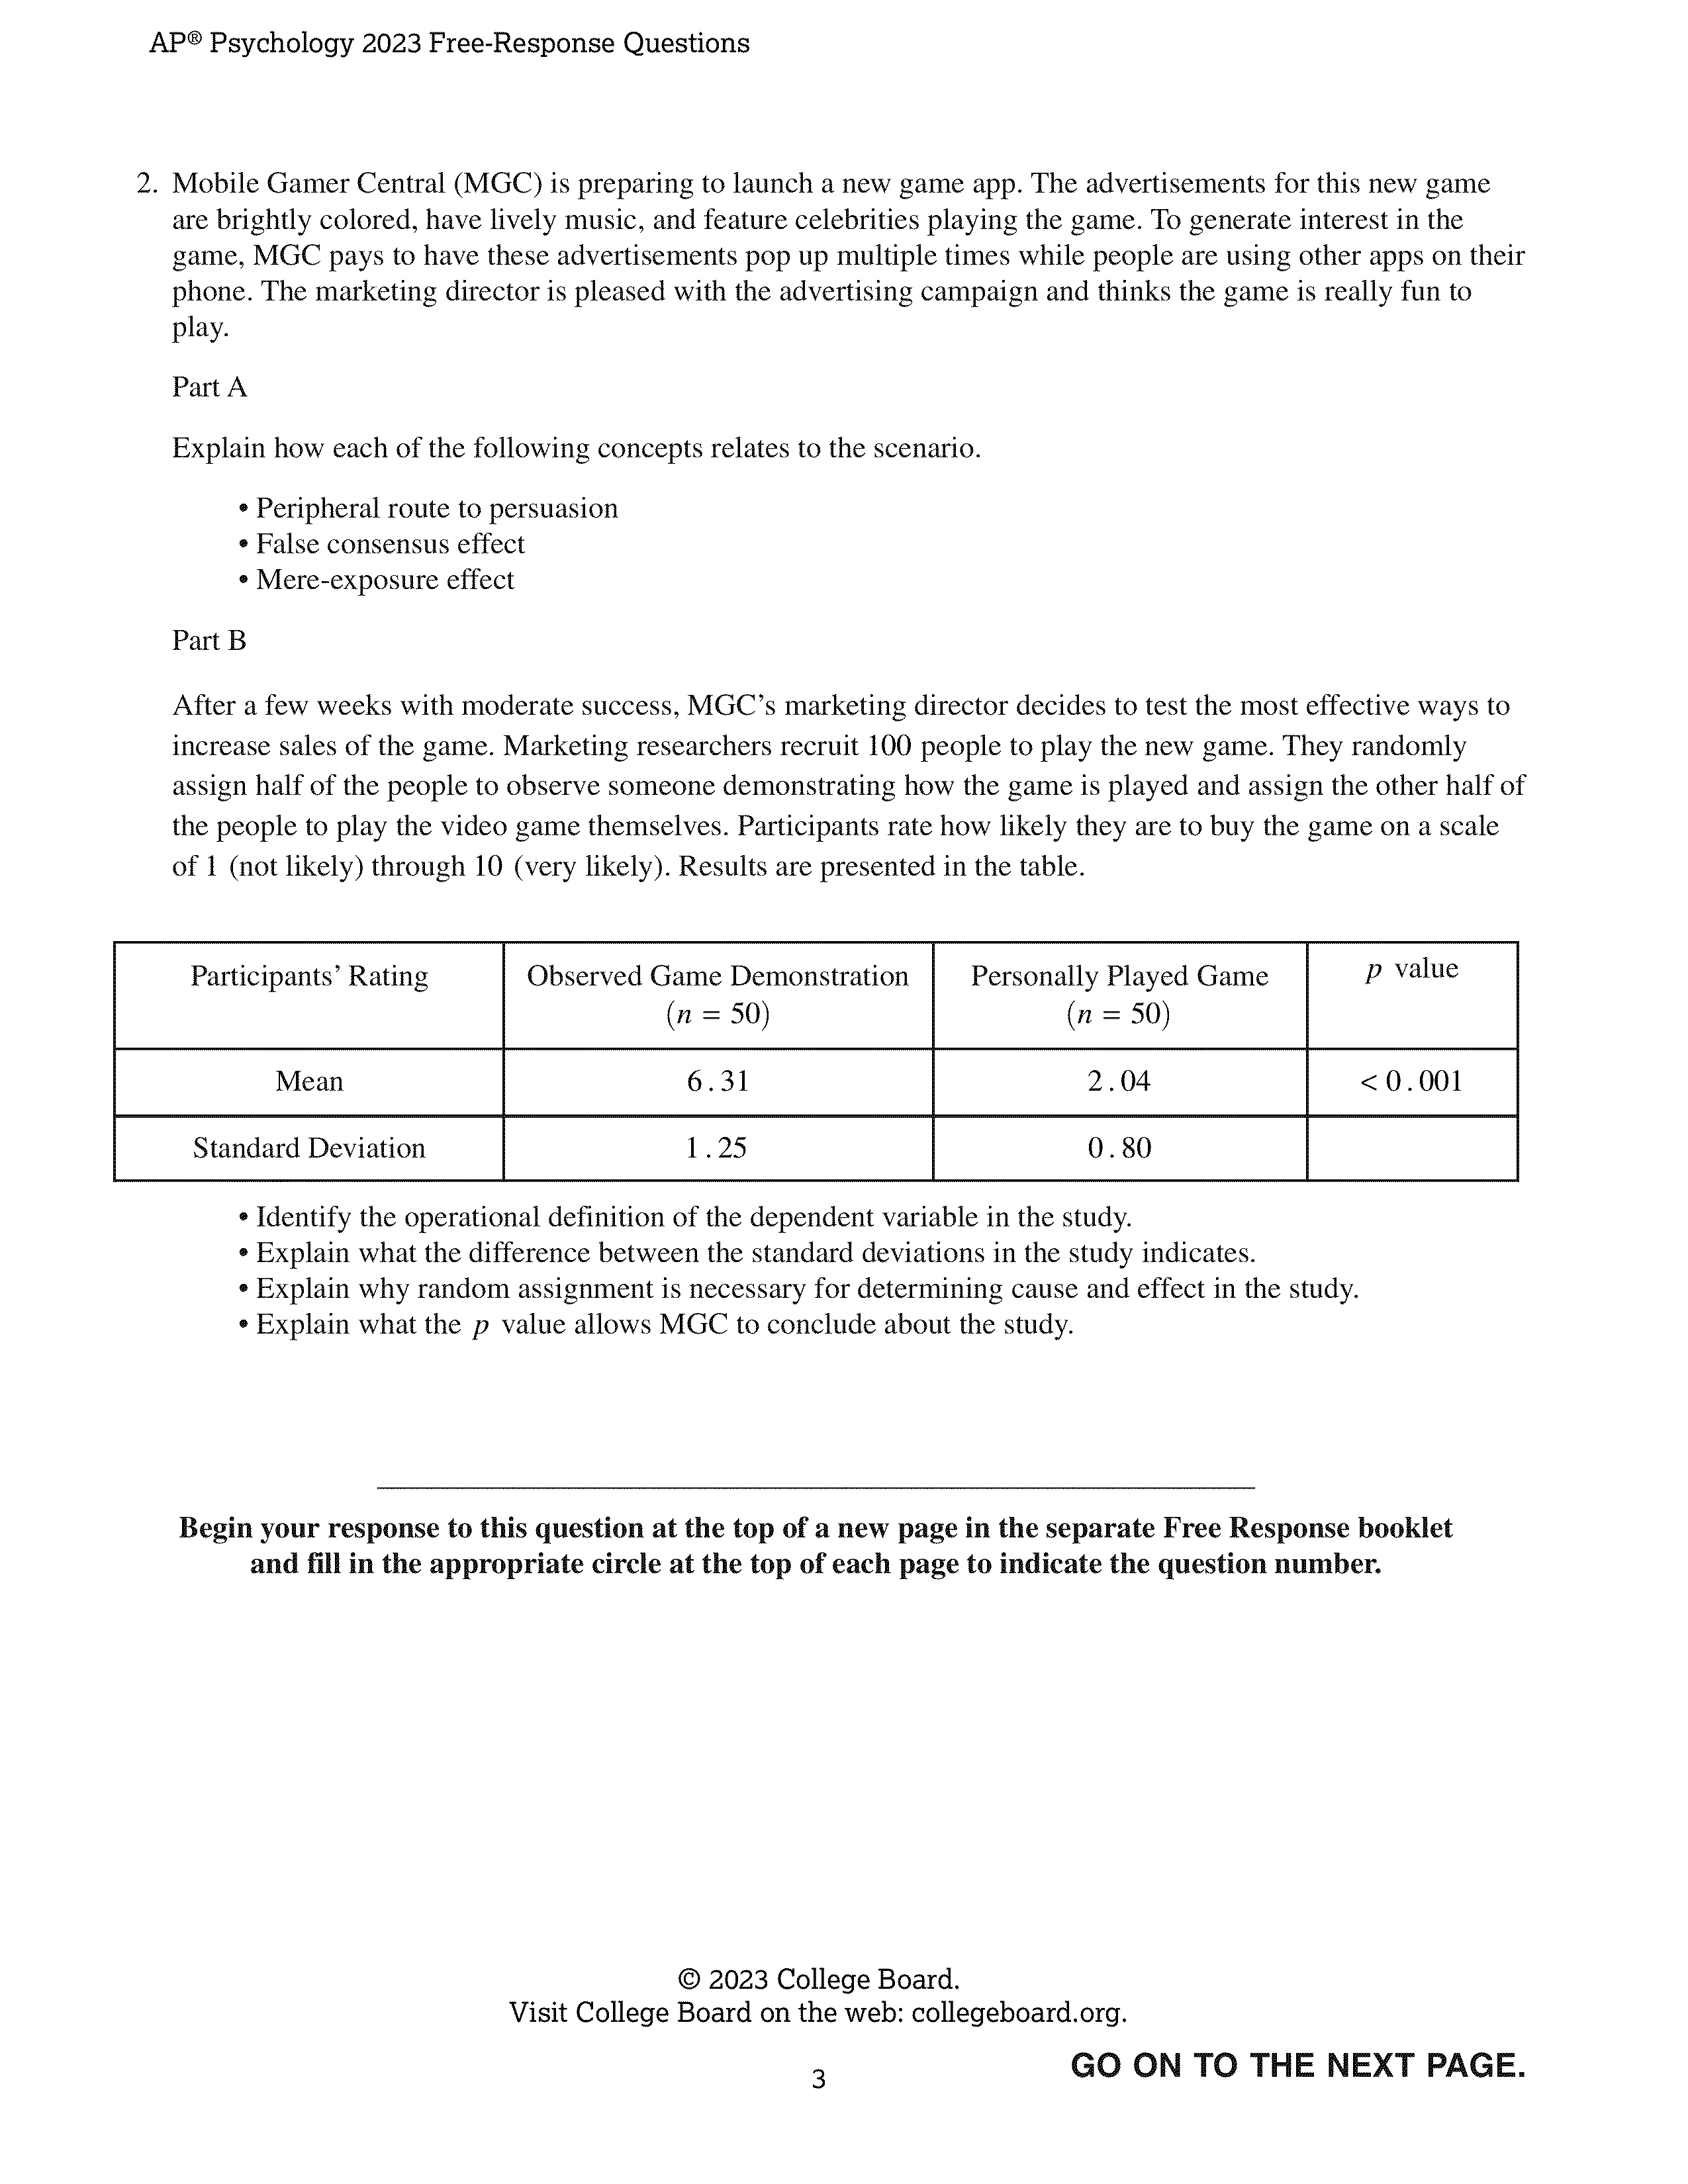 AP® Psychology 2023 Free-Response Questions
2. Mobile Gamer Central (MGC) is preparing to launch a new game app. The advertisements for this new game
are brightly colored, have lively music, and feature celebrities playing the game. To generate interest in the
game, MGC pays to have these advertisements pop up multiple times while people are using other apps on their
phone. The marketing director is pleased with the advertising campaign and thinks the game is really fun to
play.
Part A
Explain how each of the following concepts relates to the scenario.
• Peripheral route to persuasion
• False consensus effect
• Mere-exposure effect
Part B
After a few weeks with moderate success, MGC’s marketing director decides to test the most effective ways to
increase sales of the game. Marketing researchers recruit 100 people to play the new game. They randomly
assign half of the people to observe someone demonstrating how the game is played and assign the other half of
the people to play the video game themselves. Participants rate how likely they are to buy the game on a scale
of 1 (not likely) through 10 (very likely). Results are presented in the table.
Participants’ Rating Observed Game Demonstration Personally Played Game p value
(n = 50) (n = 50)
Mean 6.31 2.04 < 0.001
Standard Deviation 1.25 0.80
• Identify the operational definition of the dependent variable in the study.
• Explain what the difference between the standard deviations in the study indicates.
• Explain why random assignment is necessary for determining cause and effect in the study.
• Explain what the p value allows MGC to conclude about the study.
Begin your response to this question at the top of a new page in the separate Free Response booklet
and fill in the appropriate circle at the top of each page to indicate the question number.
© 2023 College Board.
Visit College Board on the web: collegeboard.org.
GO ON TO THE NEXT PAGE.
3